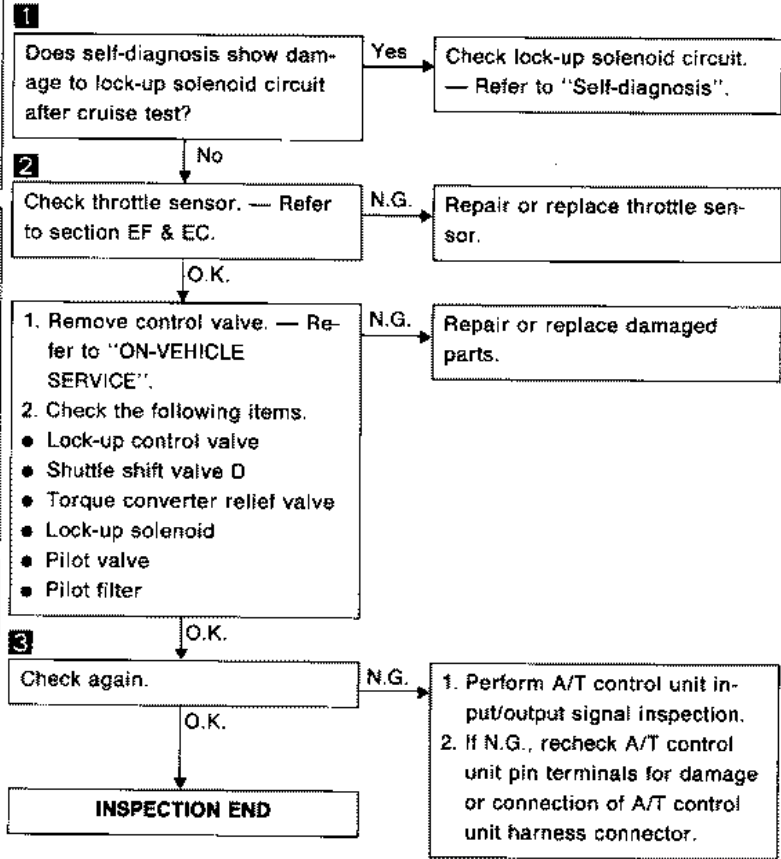 1
Does self-diagnosis show dam-
age to lock-up solenoid circuit
after cruise test?
Yes
Check lock-up solenoid circuit.
— Refer to "Self-diagnosis".
No
2
Check throttle sensor. — Refer
to section EF & EC.
N.G.
Repair or replace throttle sen-
sor.
O.K.
1. Remove control valve. — Re-
fer to "ON-VEHICLE
SERVICE".
2. Check the following items.
● Lock-up control valve
● Shuttle shift valve D
● Torque converter relief valve
● Lock-up solenoid
● Pilot valve
● Pilot filter
N.G.
Repair or replace damaged
parts.
O.K.
3
Check again.
N.G.
1. Perform A/T control unit in-
put/output signal inspection.
2. If N.G., recheck A/T control
unit pin terminals for damage
or connection of A/T control
unit harness connector.
O.K.
INSPECTION END